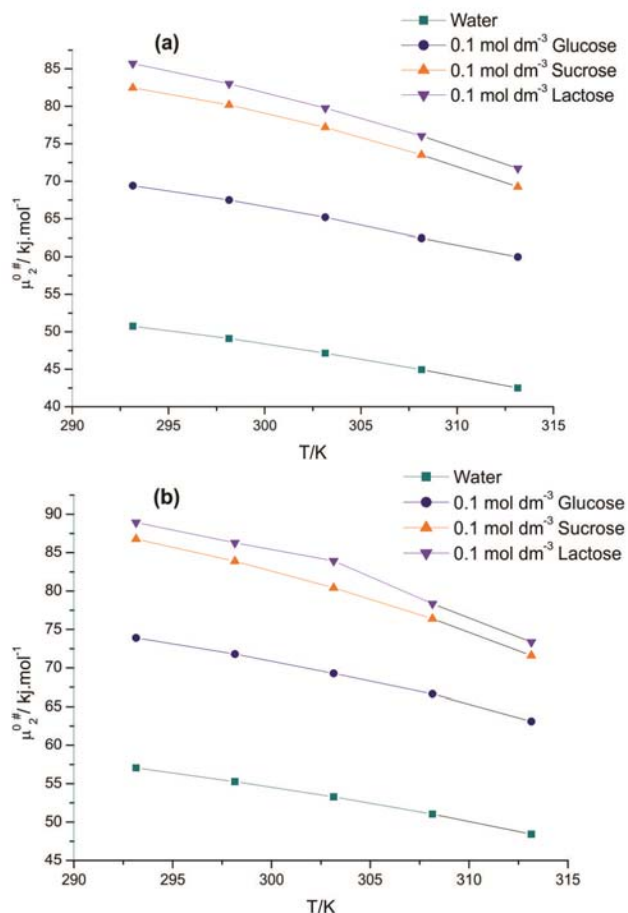 (a)
Water
0.1 mol dm⁻³ Glucose
0.1 mol dm⁻³ Sucrose
0.1 mol dm⁻³ Lactose
85
80
75
70
65
60
55
50
45
40
μ₂⁰ #/ kj.mol⁻¹
290 295 300 305 310 315
T/K
(b)
Water
0.1 mol dm⁻³ Glucose
0.1 mol dm⁻³ Sucrose
0.1 mol dm⁻³ Lactose
90
85
80
75
70
65
60
55
50
45
μ₂⁰ #/ kj.mol⁻¹
290 295 300 305 310 315
T/K